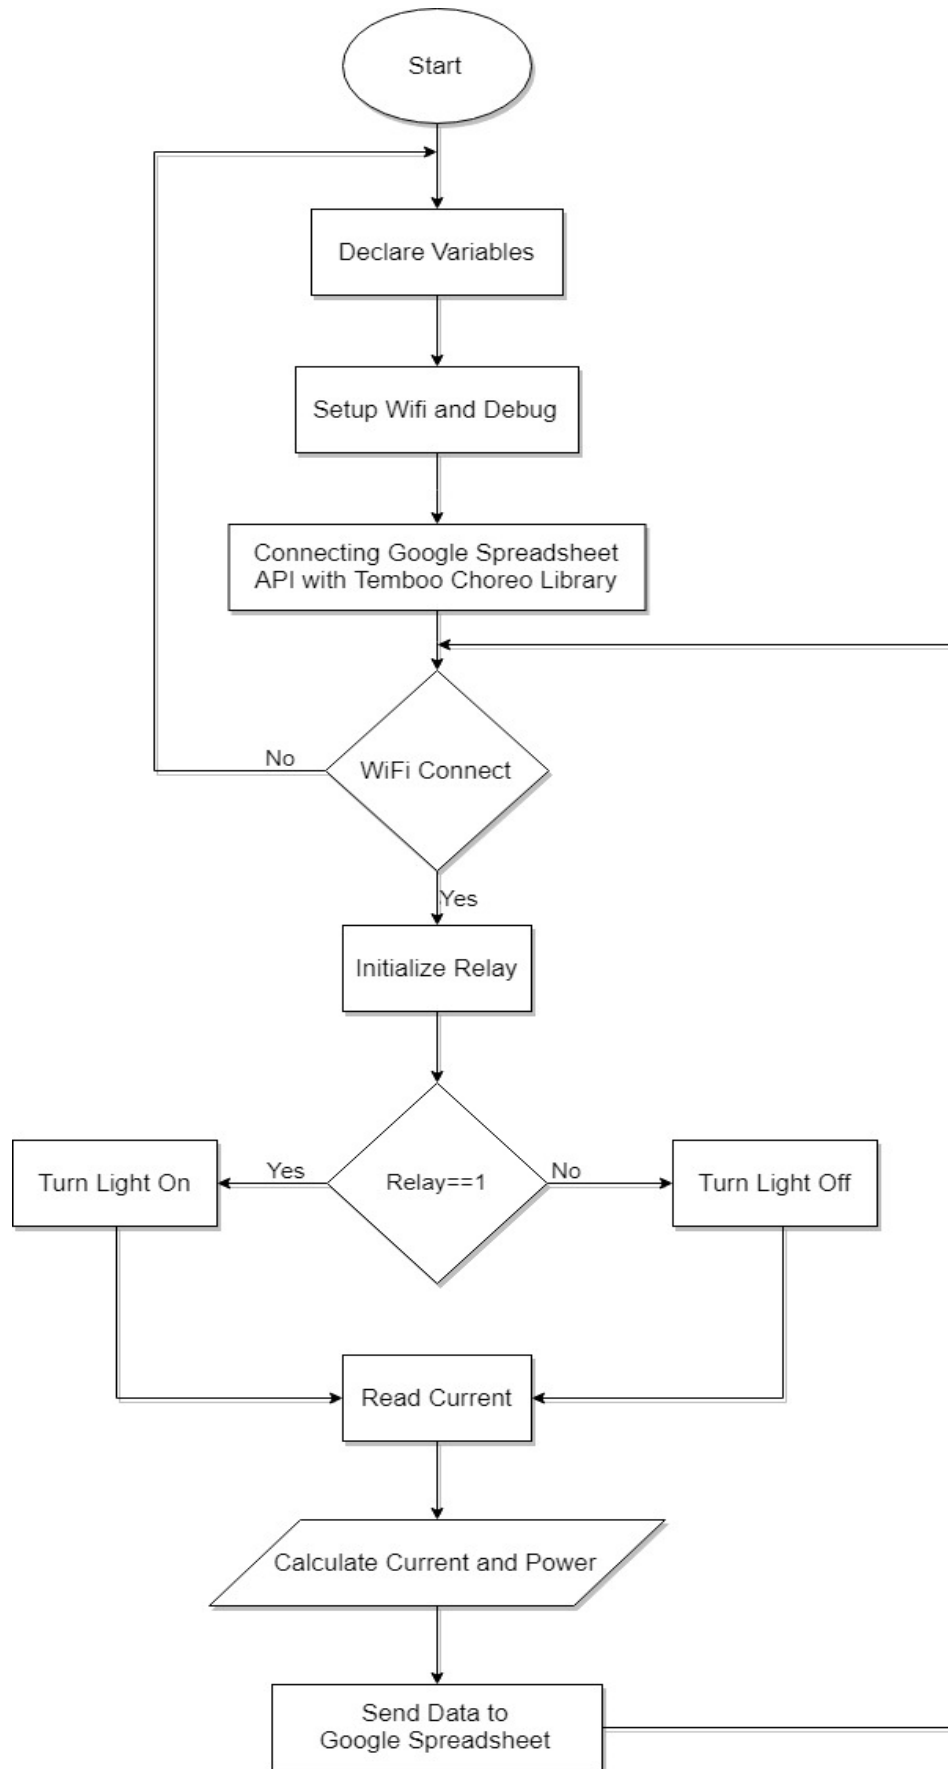 Start
Declare Variables
Setup Wifi and Debug
Connecting Google Spreadsheet
API with Temboo Choreo Library
No
WiFi Connect
Yes
Initialize Relay
Turn Light On
Yes
Relay==1
No
Turn Light Off
Read Current
Calculate Current and Power
Send Data to
Google Spreadsheet